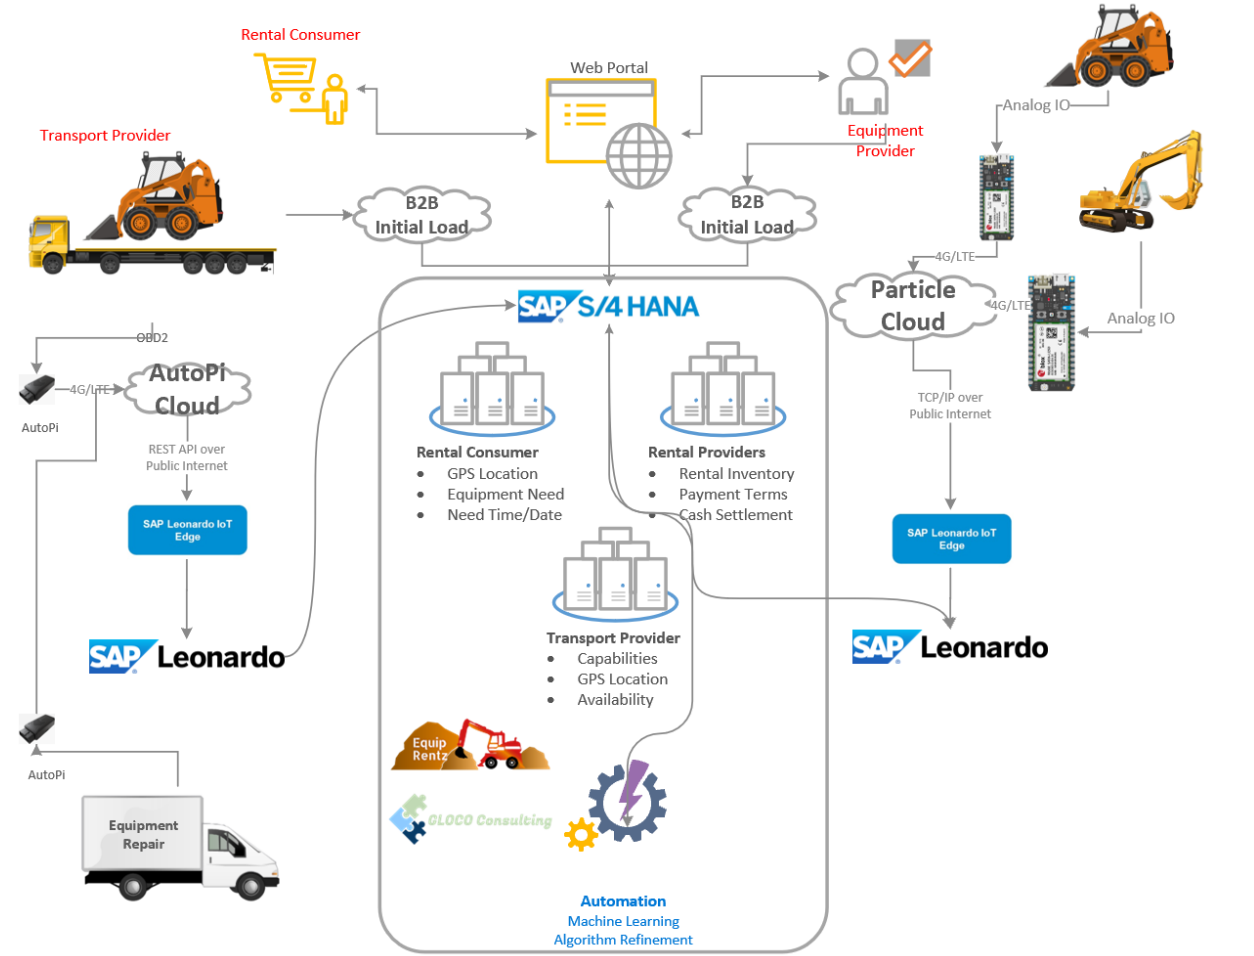 Rental Consumer
Web Portal
Equipment
Provider
Analog IO
Transport Provider
B2B
Initial Load
B2B
Initial Load
4G/LTE
Particle
Cloud
4G/LTE
Analog IO
SAP S/4 HANA
OBD2
AutoPi
Cloud
4G/LTE
AutoPi
REST API over
Public Internet
TCP/IP over
Public Internet
Rental Consumer
• GPS Location
• Equipment Need
• Need Time/Date
Rental Providers
• Rental Inventory
• Payment Terms
• Cash Settlement
SAP Leonardo IoT
Edge
SAP Leonardo IoT
Edge
Transport Provider
• Capabilities
• GPS Location
• Availability
SAP Leonardo
SAP Leonardo
AutoPi
Equip
Rentz
GLOCO Consulting
Equipment
Repair
Automation
Machine Learning
Algorithm Refinement